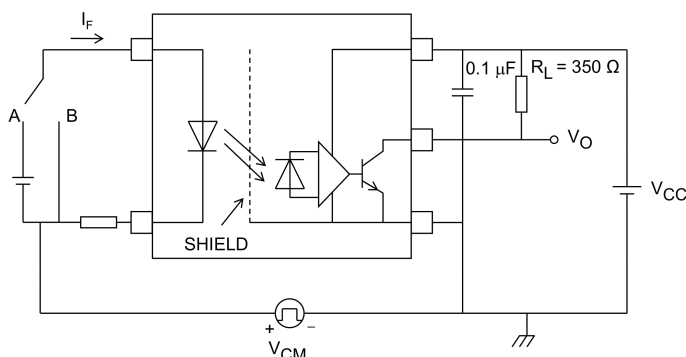 I_F
0.1 μF
R_L = 350 Ω
A
B
V_O
V_CC
SHIELD
+
−
V_CM